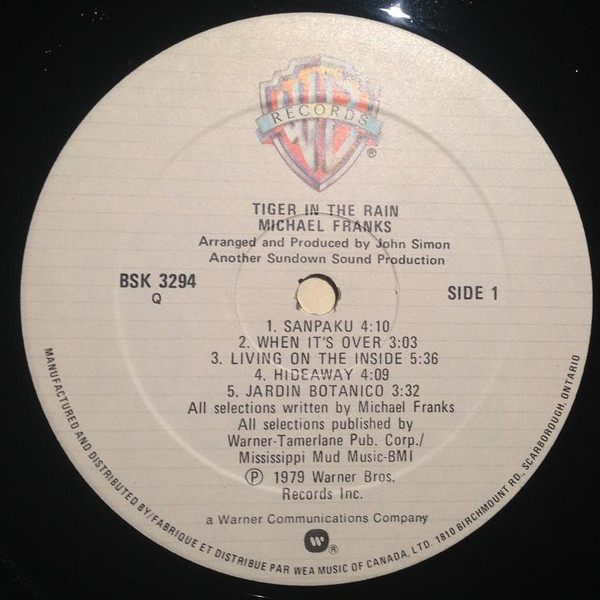 RECORDS
®
TIGER IN THE RAIN
MICHAEL FRANKS
Arranged and Produced by John Simon
Another Sundown Sound Production
BSK 3294
Q
SIDE 1
1. SANPAKU 4:10
2. WHEN IT'S OVER 3:03
3. LIVING ON THE INSIDE 5:36
4. HIDEAWAY 4:09
5. JARDIN BOTANICO 3:32
All selections written by Michael Franks
All selections published by
Warner-Tamerlane Pub. Corp./
Mississippi Mud Music-BMI
Ⓟ 1979 Warner Bros.
Records Inc.
a Warner Communications Company
®
MANUFACTURED AND DISTRIBUTED BY/FABRIQUE ET DISTRIBUE PAR WEA MUSIC OF CANADA, LTD. 1810 BIRCHMOUNT RD., SCARBOROUGH, ONTARIO